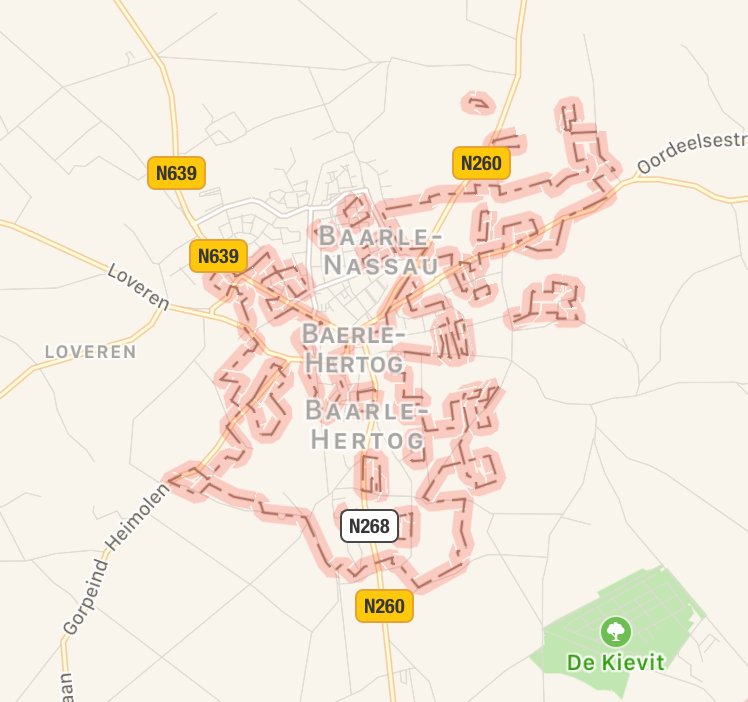 N260
Oordeelsestr
N639
BAARLE-
NASSAU
N639
Loveren
BAERLE-
HERTOG
LOVEREN
BAARLE-
HERTOG
Gorpeind Heimolen
N268
N260
De Kievit
aan